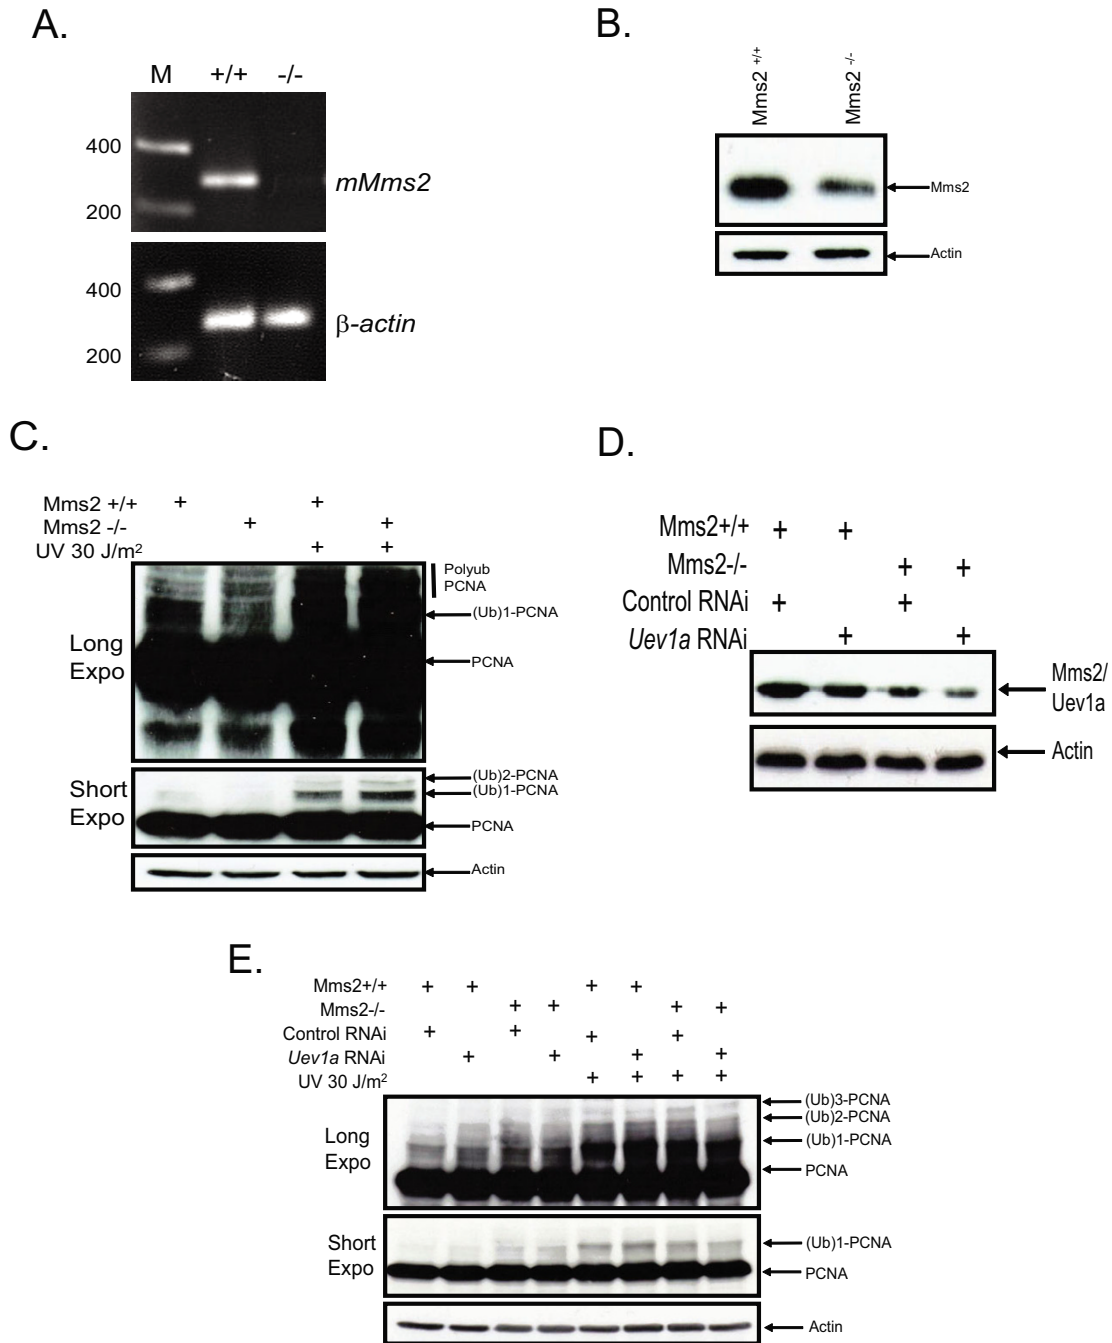 A.
M +/+ -/-
400
200
mMms2
400
200
β-actin
B.
Mms2 +/+
Mms2 -/-
Mms2
Actin
C.
Mms2 +/+ + +
Mms2 -/- + +
UV 30 J/m² + +
Long
Expo
Polyub
PCNA
(Ub)1-PCNA
PCNA
Short
Expo
(Ub)2-PCNA
(Ub)1-PCNA
PCNA
Actin
D.
Mms2+/+ + +
Mms2-/- + +
Control RNAi + +
Uev1a RNAi + +
Mms2/
Uev1a
Actin
E.
Mms2+/+ + + + +
Mms2-/- + + + +
Control RNAi + + + +
Uev1a RNAi + + + +
UV 30 J/m² + + + +
Long
Expo
(Ub)3-PCNA
(Ub)2-PCNA
(Ub)1-PCNA
PCNA
Short
Expo
(Ub)1-PCNA
PCNA
Actin